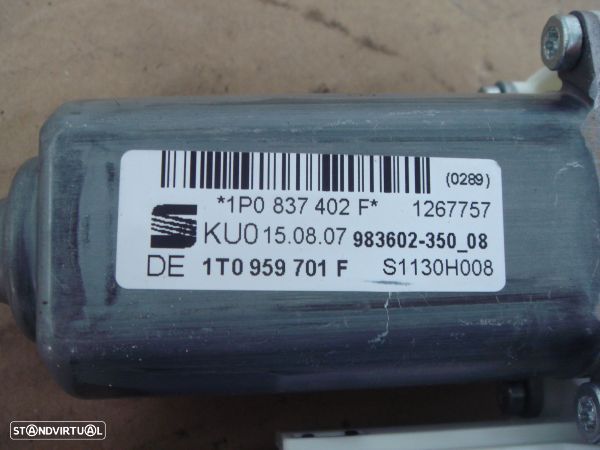 (0289)
*1P0 837 402 F* 1267757
KU0 15.08.07 983602-350_08
DE 1T0 959 701 F S1130H008
STANDVIRTUAL